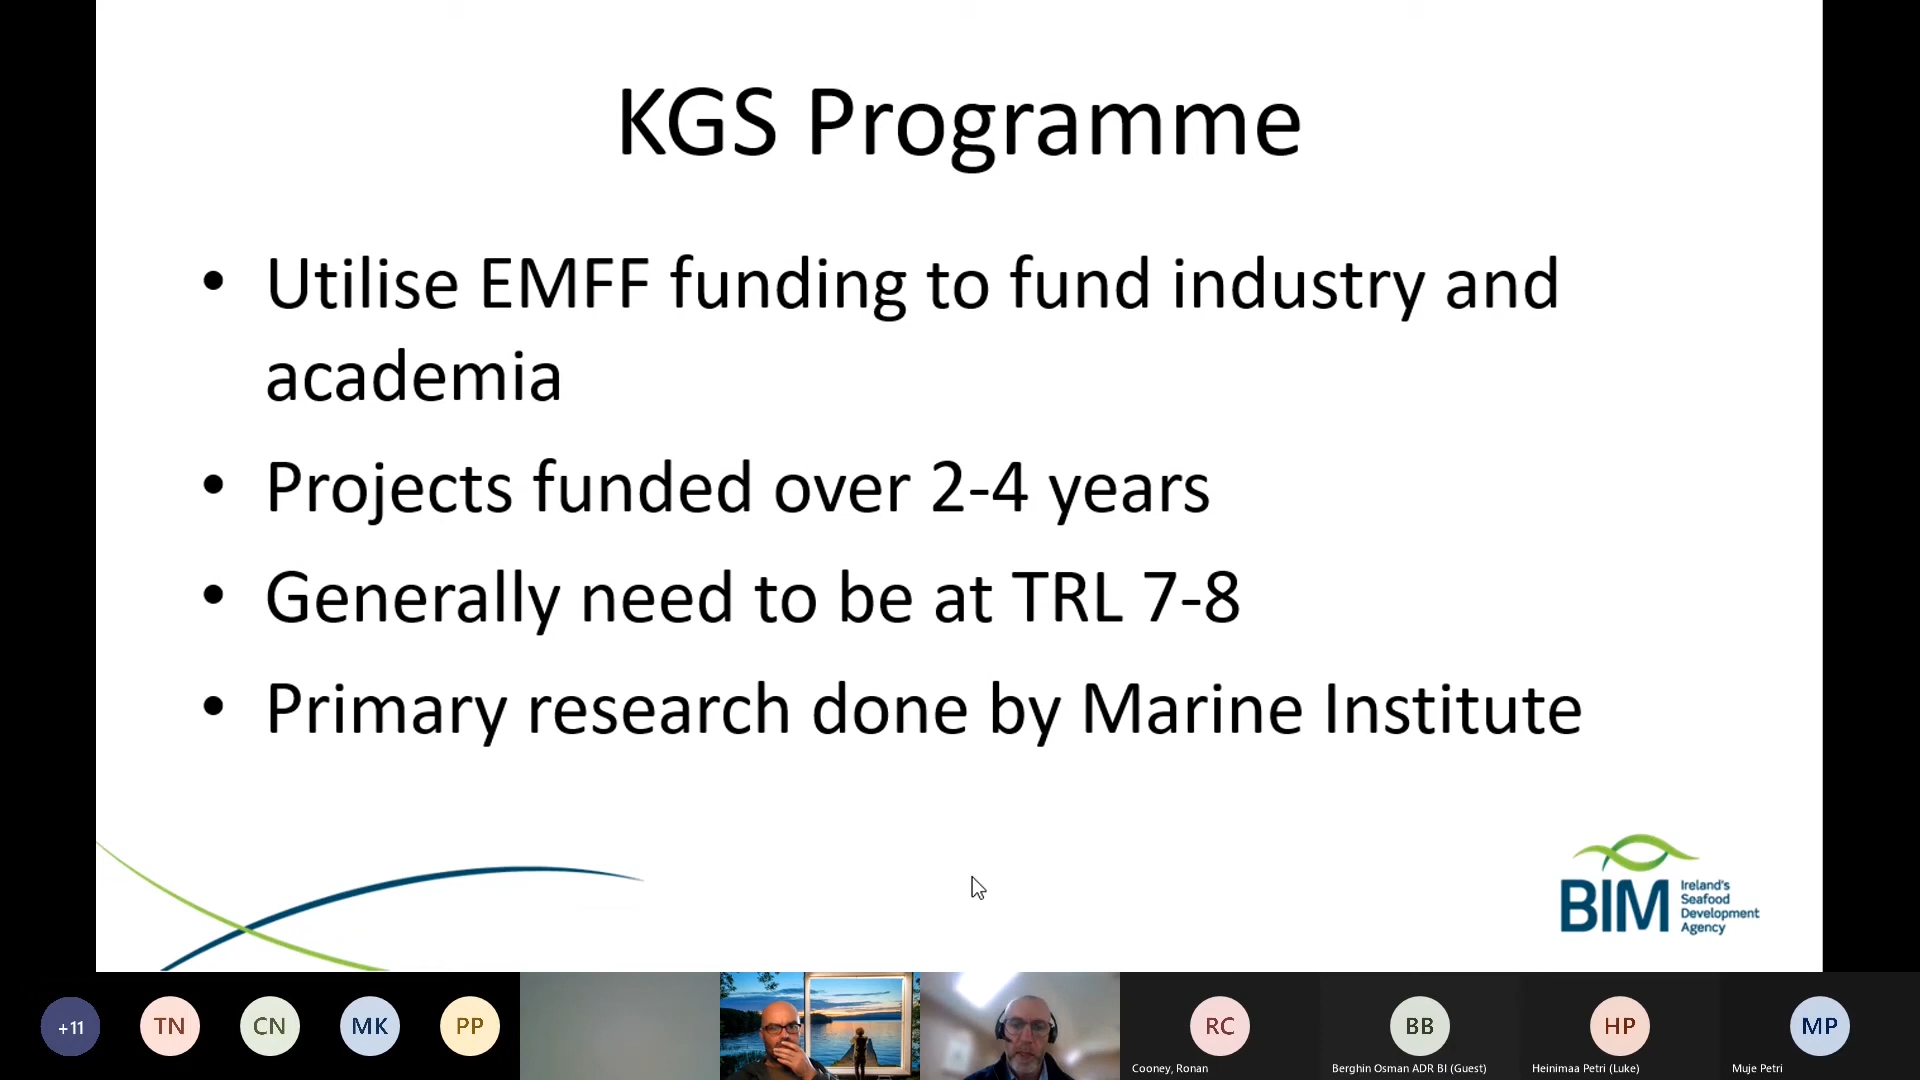 KGS Programme
• Utilise EMFF funding to fund industry and
academia
• Projects funded over 2-4 years
• Generally need to be at TRL 7-8
• Primary research done by Marine Institute
BIM
Ireland's
Seafood
Development
Agency
+11
TN
CN
MK
PP
RC
BB
HP
MP
Cooney, Ronan
Berghin Osman ADR BI (Guest)
Heinimaa Petri (Luke)
Muje Petri